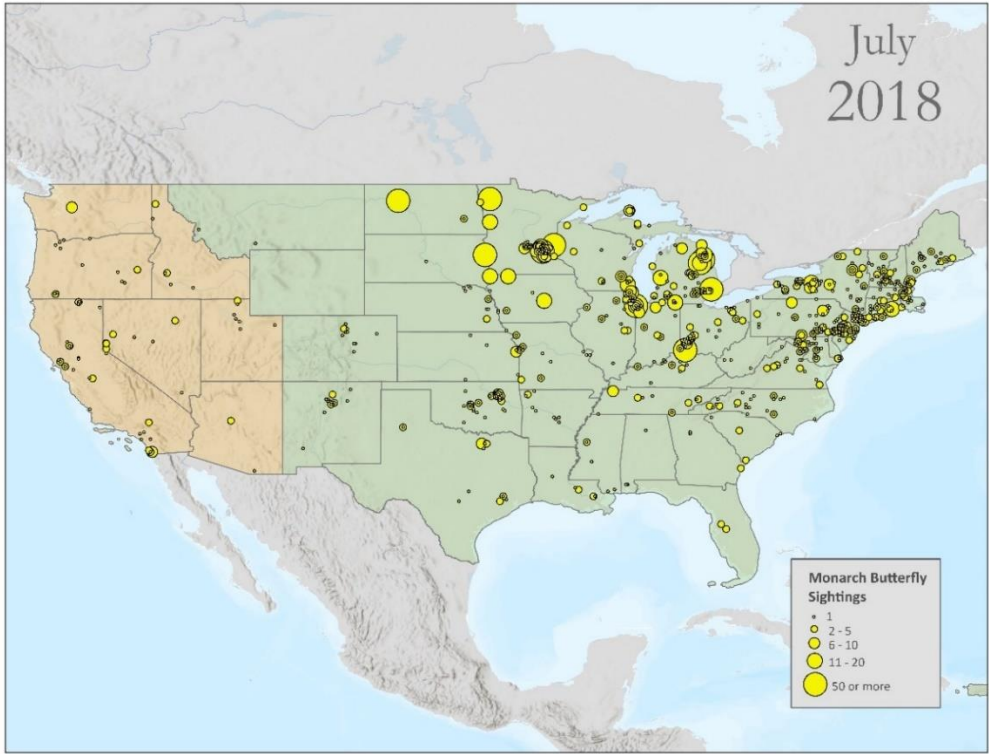 July
2018
Monarch Butterfly
Sightings
1
2 - 5
6 - 10
11 - 20
50 or more